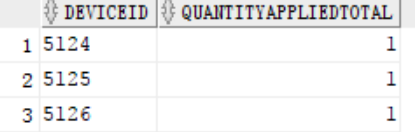 DEVICEID QUANTITYAPPLIEDTOTAL
1 5124 1
2 5125 1
3 5126 1